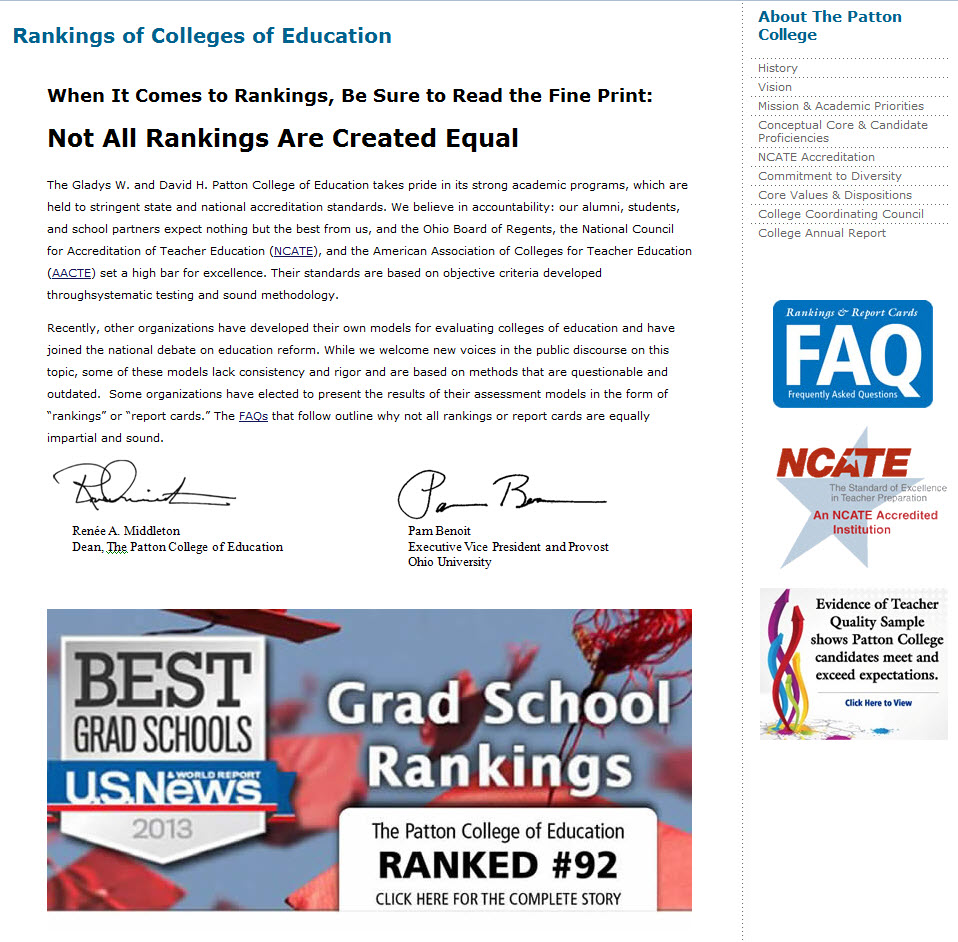 Rankings of Colleges of Education
When It Comes to Rankings, Be Sure to Read the Fine Print:
Not All Rankings Are Created Equal
The Gladys W. and David H. Patton College of Education takes pride in its strong academic programs, which are
held to stringent state and national accreditation standards. We believe in accountability: our alumni, students,
and school partners expect nothing but the best from us, and the Ohio Board of Regents, the National Council
for Accreditation of Teacher Education (NCATE), and the American Association of Colleges for Teacher Education
(AACTE) set a high bar for excellence. Their standards are based on objective criteria developed
throughsystematic testing and sound methodology.
Recently, other organizations have developed their own models for evaluating colleges of education and have
joined the national debate on education reform. While we welcome new voices in the public discourse on this
topic, some of these models lack consistency and rigor and are based on methods that are questionable and
outdated.  Some organizations have elected to present the results of their assessment models in the form of
“rankings” or “report cards.” The FAQs that follow outline why not all rankings or report cards are equally
impartial and sound.
Renée A. Middleton
Dean, The Patton College of Education
Pam Benoit
Executive Vice President and Provost
Ohio University
BEST
GRAD SCHOOLS
U.S.News
& WORLD REPORT
2013
Grad School
Rankings
The Patton College of Education
RANKED #92
CLICK HERE FOR THE COMPLETE STORY
About The Patton
College
History
Vision
Mission & Academic Priorities
Conceptual Core & Candidate
Proficiencies
NCATE Accreditation
Commitment to Diversity
Core Values & Dispositions
College Coordinating Council
College Annual Report
Rankings & Report Cards
FAQ
Frequently Asked Questions
NCATE
The Standard of Excellence
in Teacher Preparation
An NCATE Accredited
Institution
Evidence of Teacher
Quality Sample
shows Patton College
candidates meet and
exceed expectations.
Click Here to View